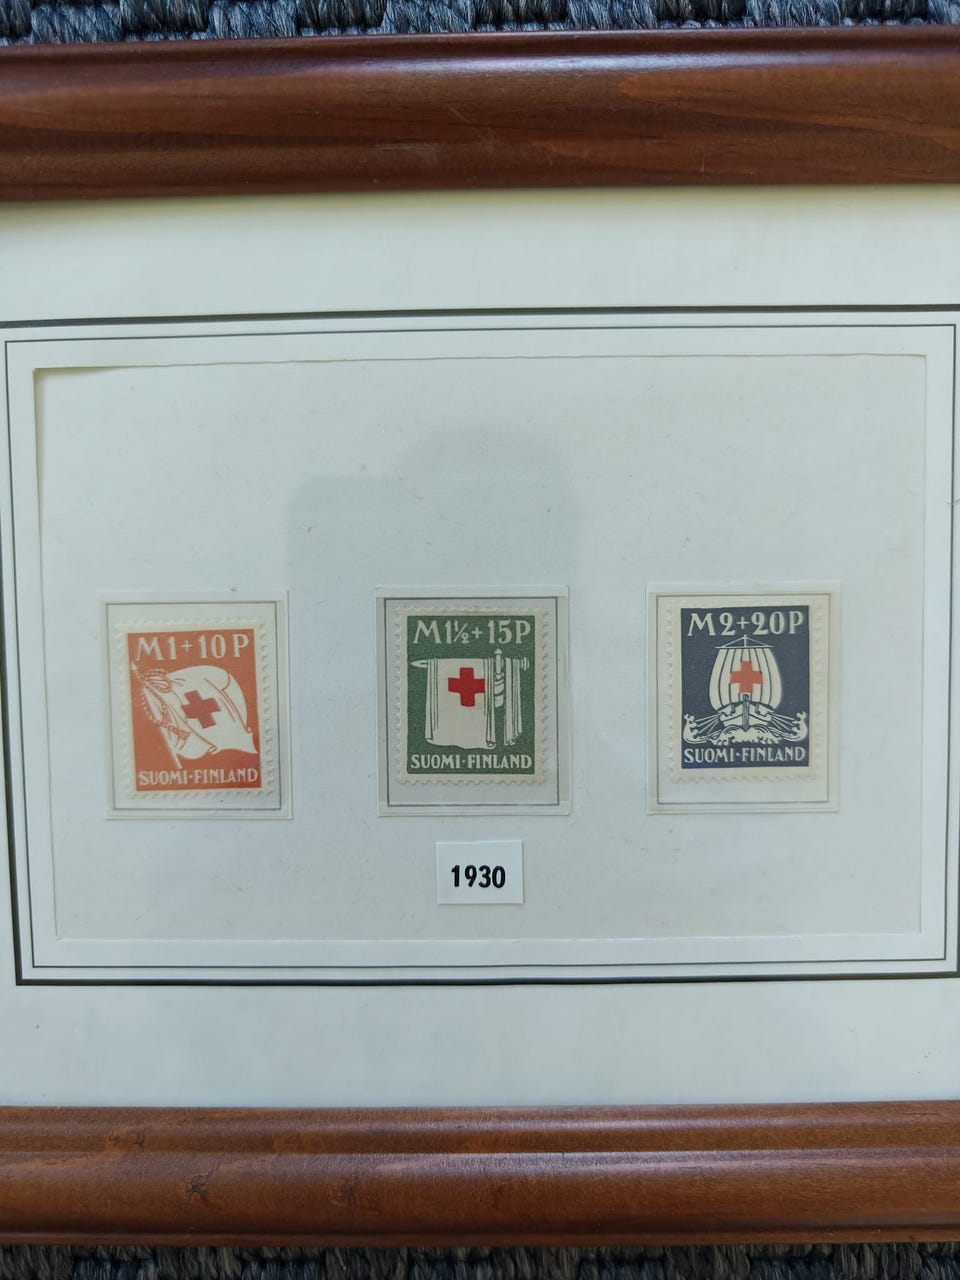 M1+10P
SUOMI·FINLAND
M1½+15P
SUOMI·FINLAND
M2+20P
SUOMI·FINLAND
1930